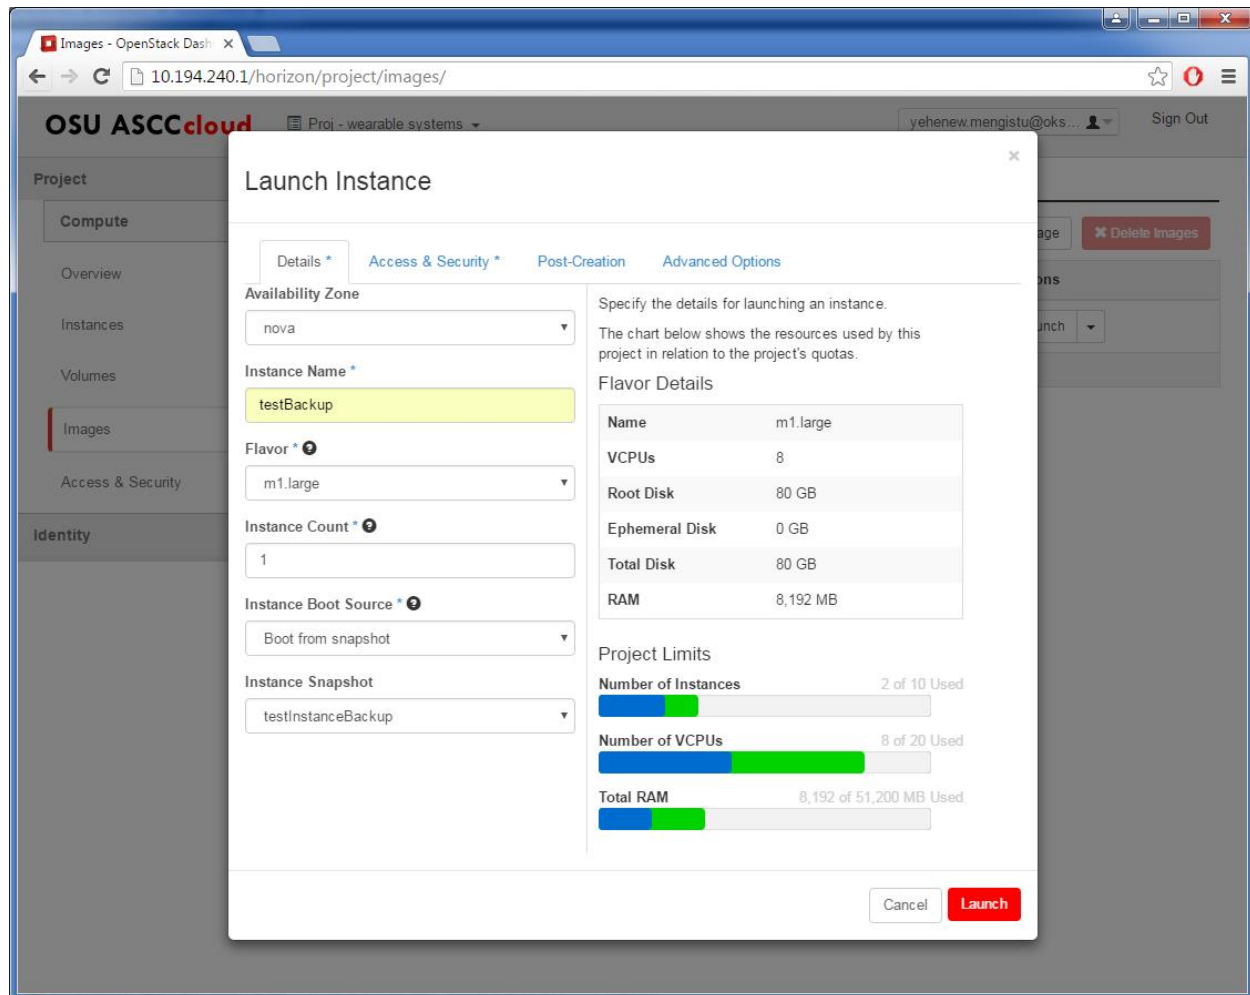 Images - OpenStack Dash
10.194.240.1/horizon/project/images/
OSU ASCCcloud
Proj - wearable systems
yehenew.mengistu@oks...
Sign Out
Project
Compute
Overview
Instances
Volumes
Images
Access & Security
Identity
age
Delete Images
ons
unch
Launch Instance
×
Details *
Access & Security *
Post-Creation
Advanced Options
Availability Zone
nova
Instance Name *
testBackup
Flavor * ?
m1.large
Instance Count * ?
1
Instance Boot Source * ?
Boot from snapshot
Instance Snapshot
testInstanceBackup
Specify the details for launching an instance.
The chart below shows the resources used by this
project in relation to the project's quotas.
Flavor Details
Name m1.large
VCPUs 8
Root Disk 80 GB
Ephemeral Disk 0 GB
Total Disk 80 GB
RAM 8,192 MB
Project Limits
Number of Instances 2 of 10 Used
Number of VCPUs 8 of 20 Used
Total RAM 8,192 of 51,200 MB Used
Cancel
Launch